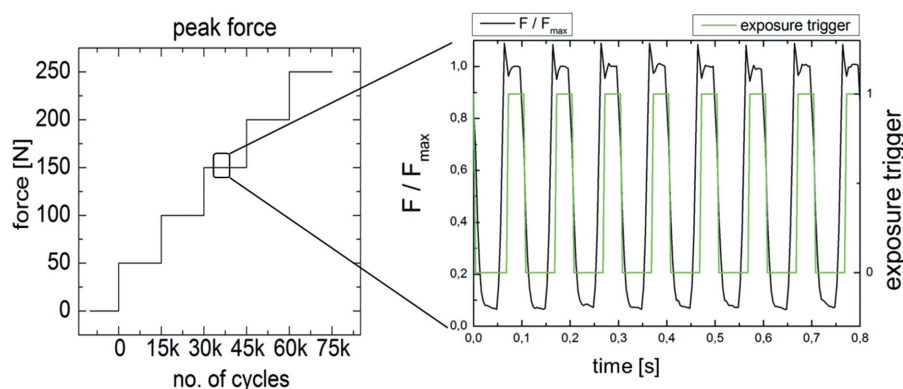 peak force
force [N]
250
200
150
100
50
0
0 15k 30k 45k 60k 75k
no. of cycles
F / Fmax
exposure trigger
F / Fmax
1,0
0,8
0,6
0,4
0,2
0,0
0,0 0,1 0,2 0,3 0,4 0,5 0,6 0,7 0,8
time [s]
1
0
exposure trigger